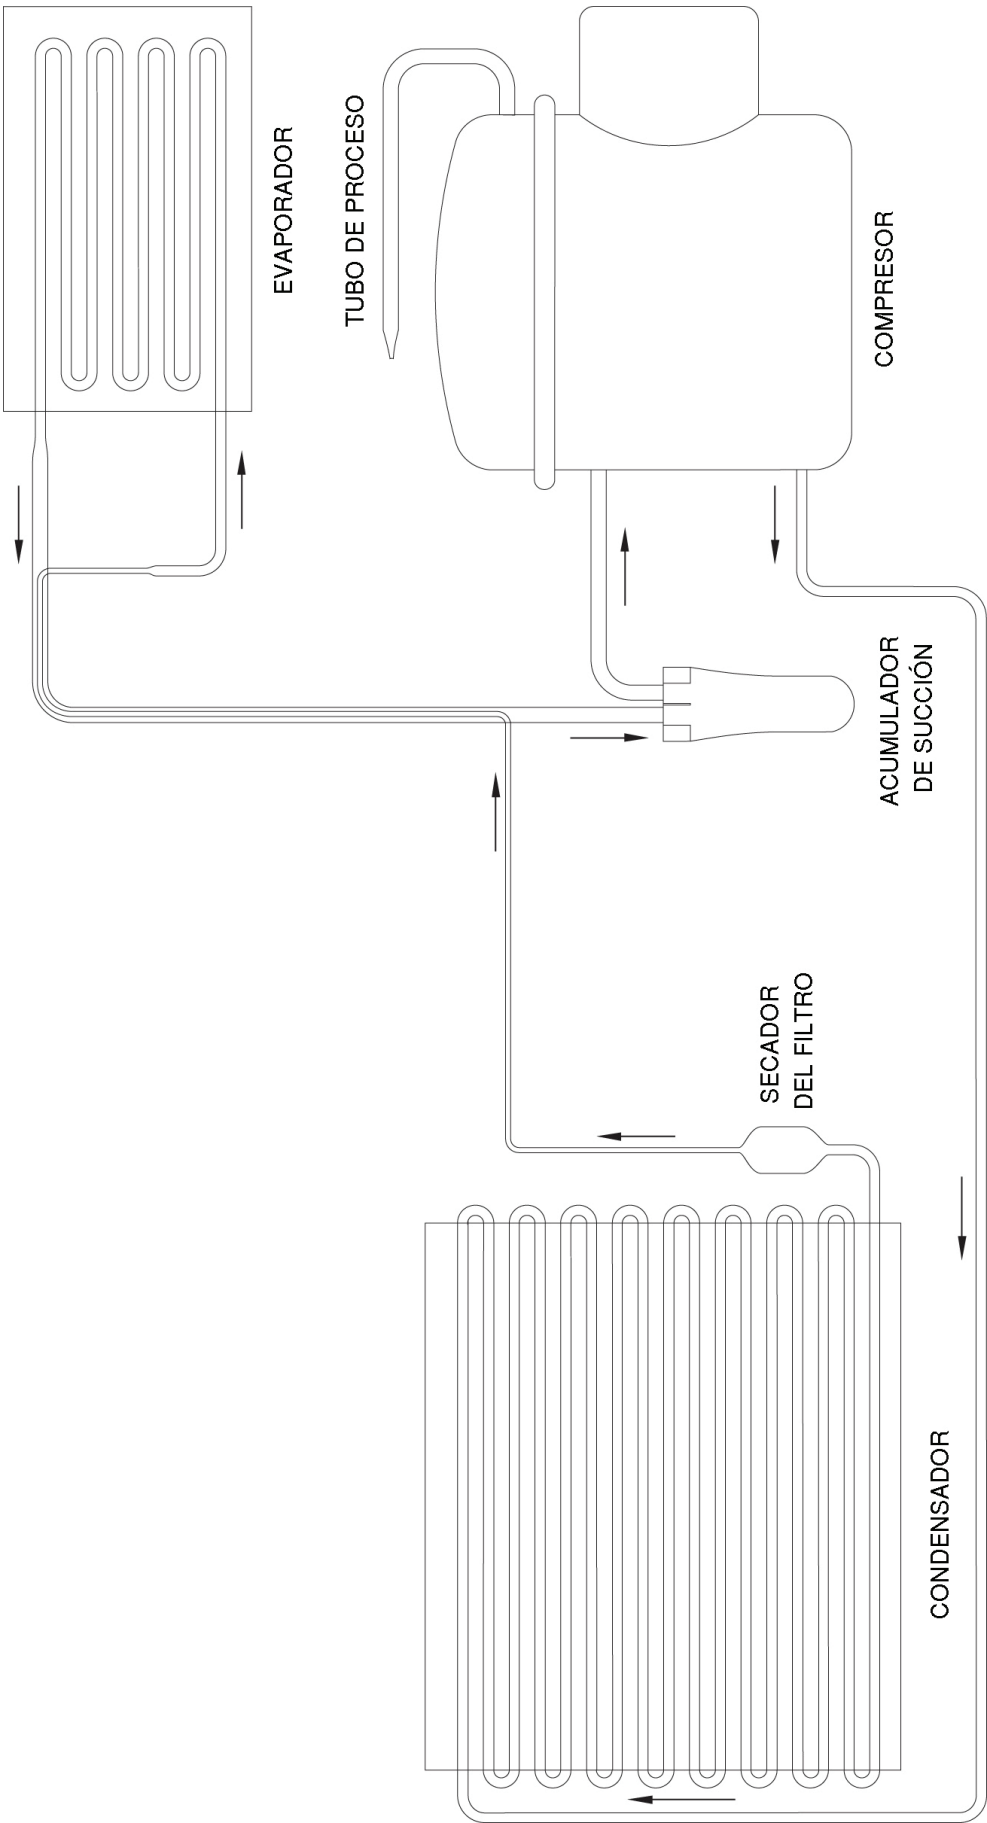 EVAPORADOR
TUBO DE PROCESO
COMPRESOR
ACUMULADOR
DE SUCCIÓN
SECADOR
DEL FILTRO
CONDENSADOR